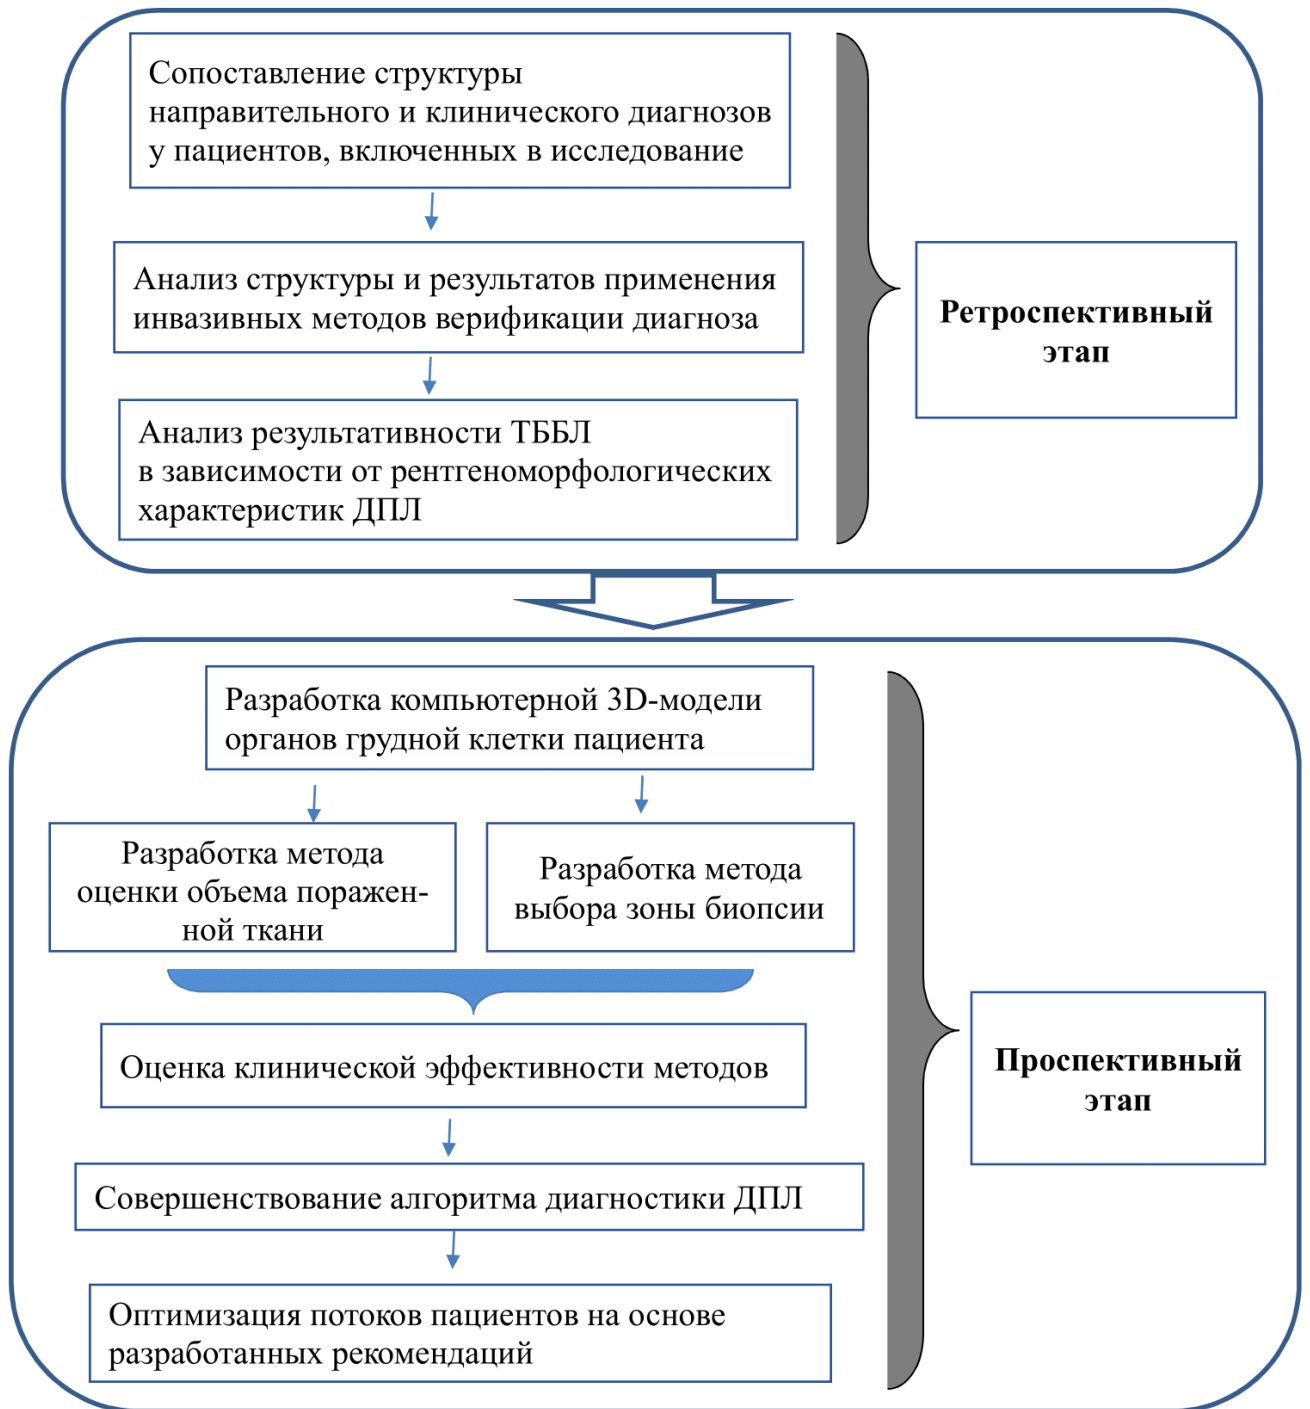 Сопоставление структуры
направительного и клинического диагнозов
у пациентов, включенных в исследование
Анализ структуры и результатов применения
инвазивных методов верификации диагноза
Анализ результативности ТББЛ
в зависимости от рентгеноморфологических
характеристик ДПЛ
Ретроспективный
этап
Разработка компьютерной 3D-модели
органов грудной клетки пациента
Разработка метода
оценки объема поражен-
ной ткани
Разработка метода
выбора зоны биопсии
Оценка клинической эффективности методов
Совершенствование алгоритма диагностики ДПЛ
Оптимизация потоков пациентов на основе
разработанных рекомендаций
Проспективный
этап